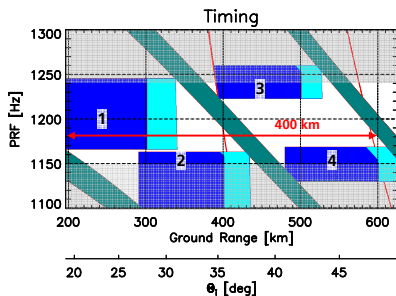 Timing
PRF [Hz]
1300
1250
1200
1150
1100
1
2
3
4
400 km
200 300 400 500 600
Ground Range [km]
20 25 30 35 40 45
θI [deg]